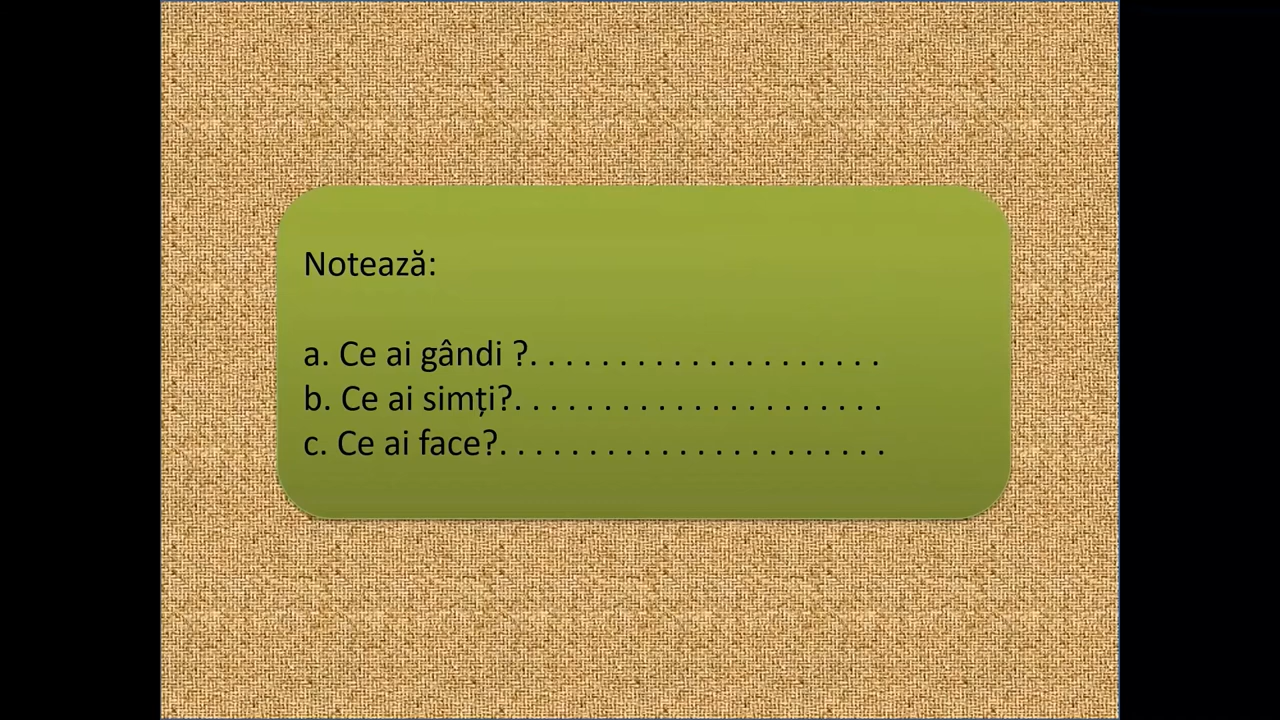 Notează:
a. Ce ai gândi ?. . . . . . . . . . . . . . . . . . . .
b. Ce ai simți?. . . . . . . . . . . . . . . . . . . . .
c. Ce ai face?. . . . . . . . . . . . . . . . . . . . . .